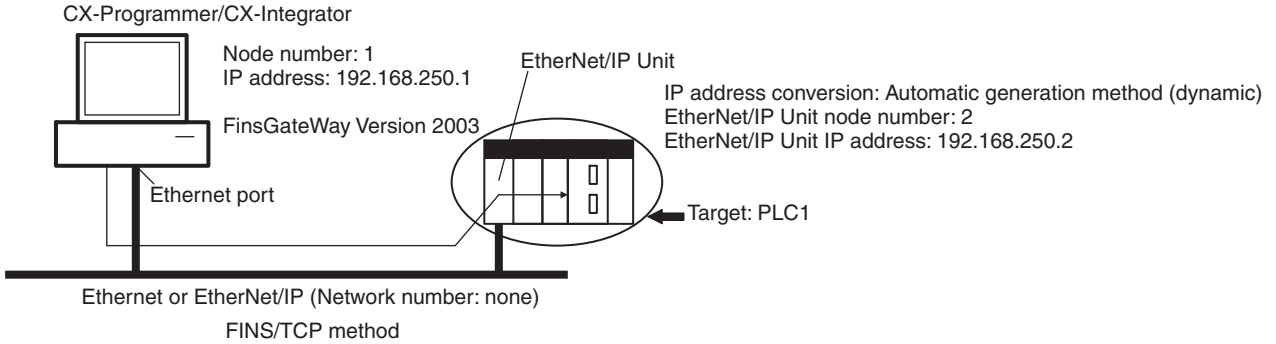 CX-Programmer/CX-Integrator
Node number: 1
IP address: 192.168.250.1
FinsGateWay Version 2003
EtherNet/IP Unit
IP address conversion: Automatic generation method (dynamic)
EtherNet/IP Unit node number: 2
EtherNet/IP Unit IP address: 192.168.250.2
Ethernet port
Target: PLC1
Ethernet or EtherNet/IP (Network number: none)
FINS/TCP method